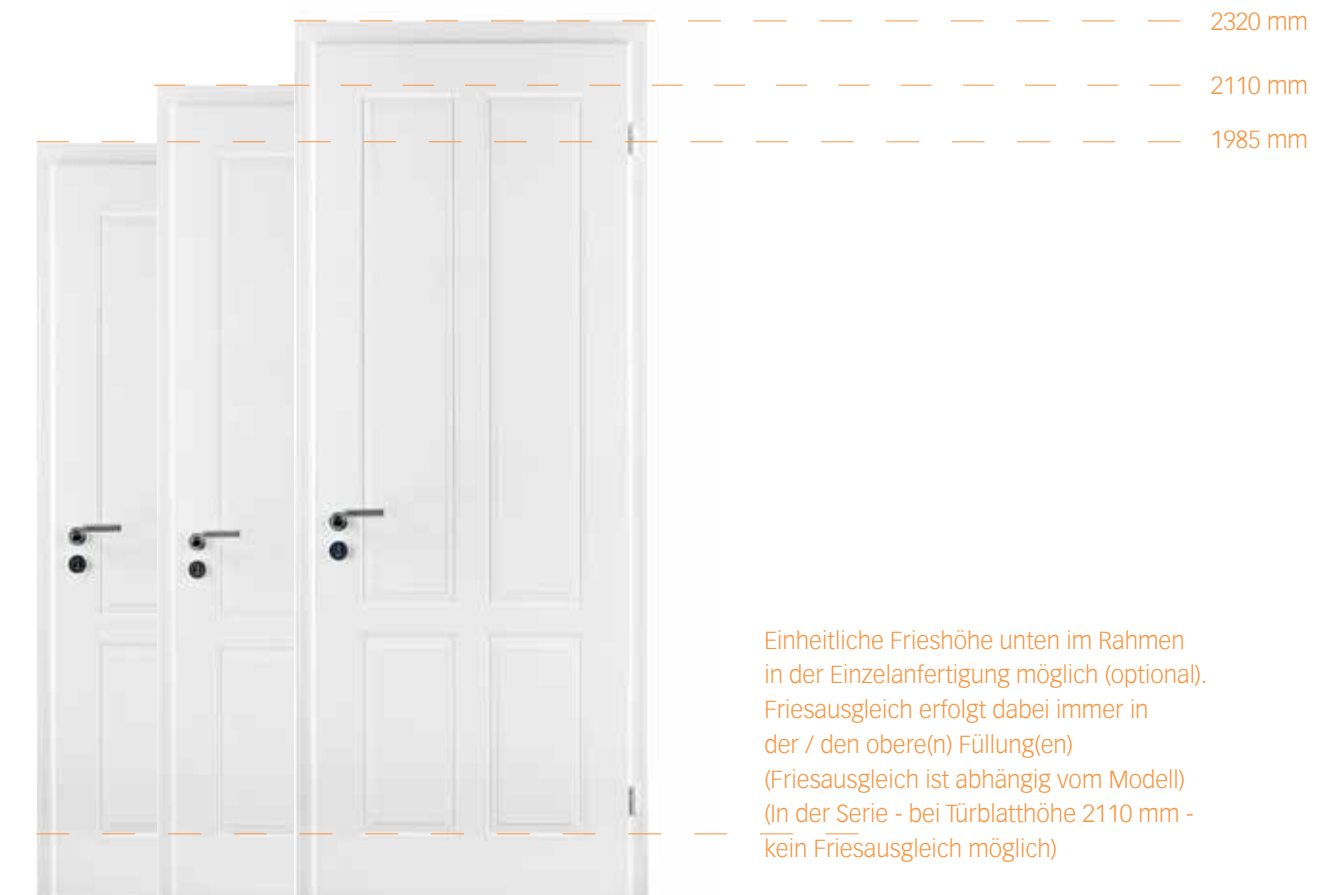 2320 mm
2110 mm
1985 mm
Einheitliche Frieshöhe unten im Rahmen
in der Einzelanfertigung möglich (optional).
Friesausgleich erfolgt dabei immer in
der / den obere(n) Füllung(en)
(Friesausgleich ist abhängig vom Modell)
(In der Serie - bei Türblatthöhe 2110 mm -
kein Friesausgleich möglich)